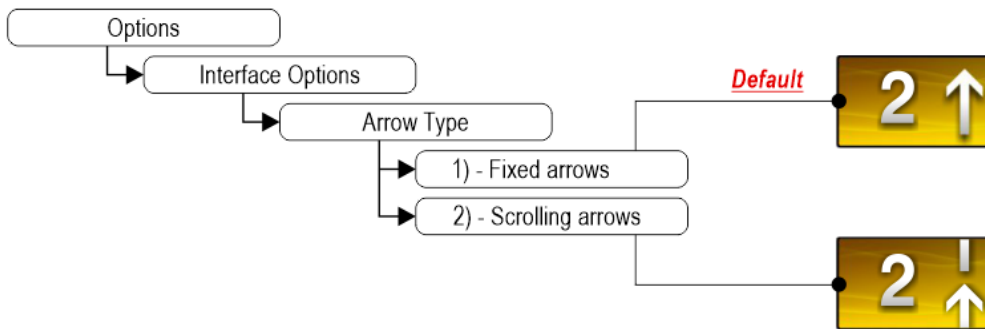 Options
Interface Options
Default
Arrow Type
2
1) - Fixed arrows
2) - Scrolling arrows
2